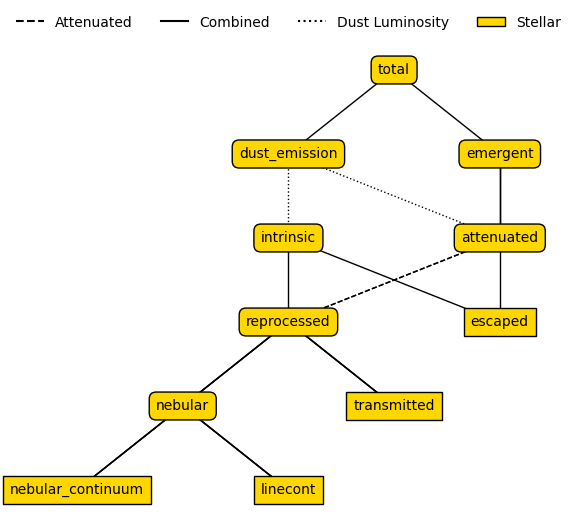 Attenuated Combined Dust Luminosity Stellar
total
dust_emission emergent
intrinsic attenuated
reprocessed escaped
nebular transmitted
nebular_continuum linecont